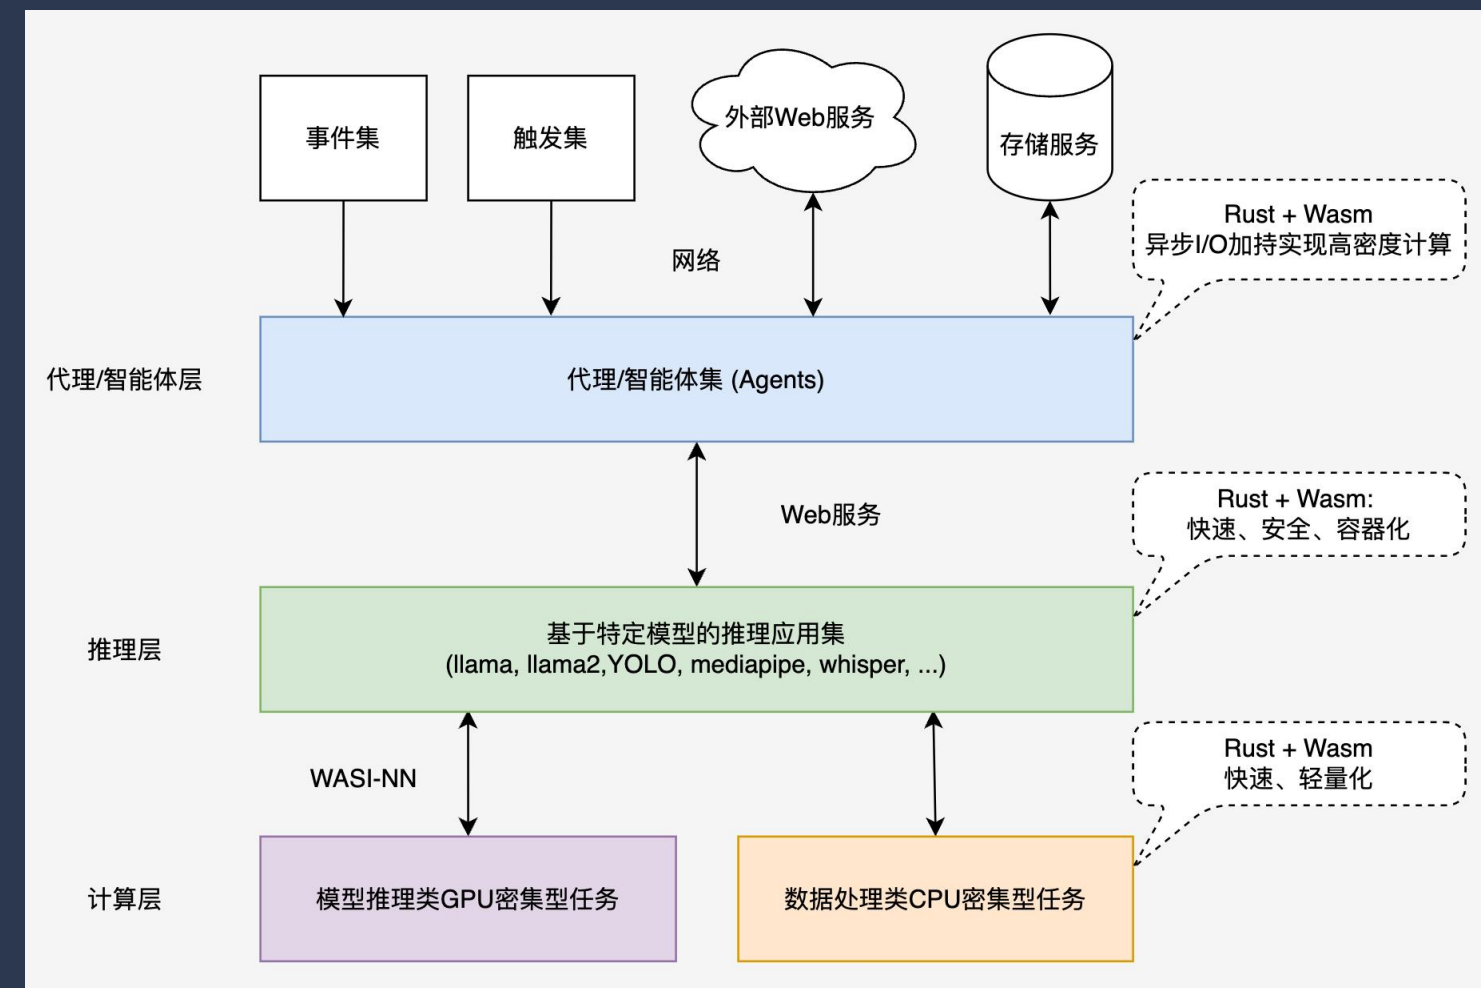 事件集
触发集
外部Web服务
存储服务
Rust + Wasm
异步I/O加持实现高密度计算
网络
代理/智能体层
代理/智能体集 (Agents)
Web服务
Rust + Wasm:
快速、安全、容器化
推理层
基于特定模型的推理应用集
(llama, llama2,YOLO, mediapipe, whisper, ...)
WASI-NN
Rust + Wasm
快速、轻量化
计算层
模型推理类GPU密集型任务
数据处理类CPU密集型任务